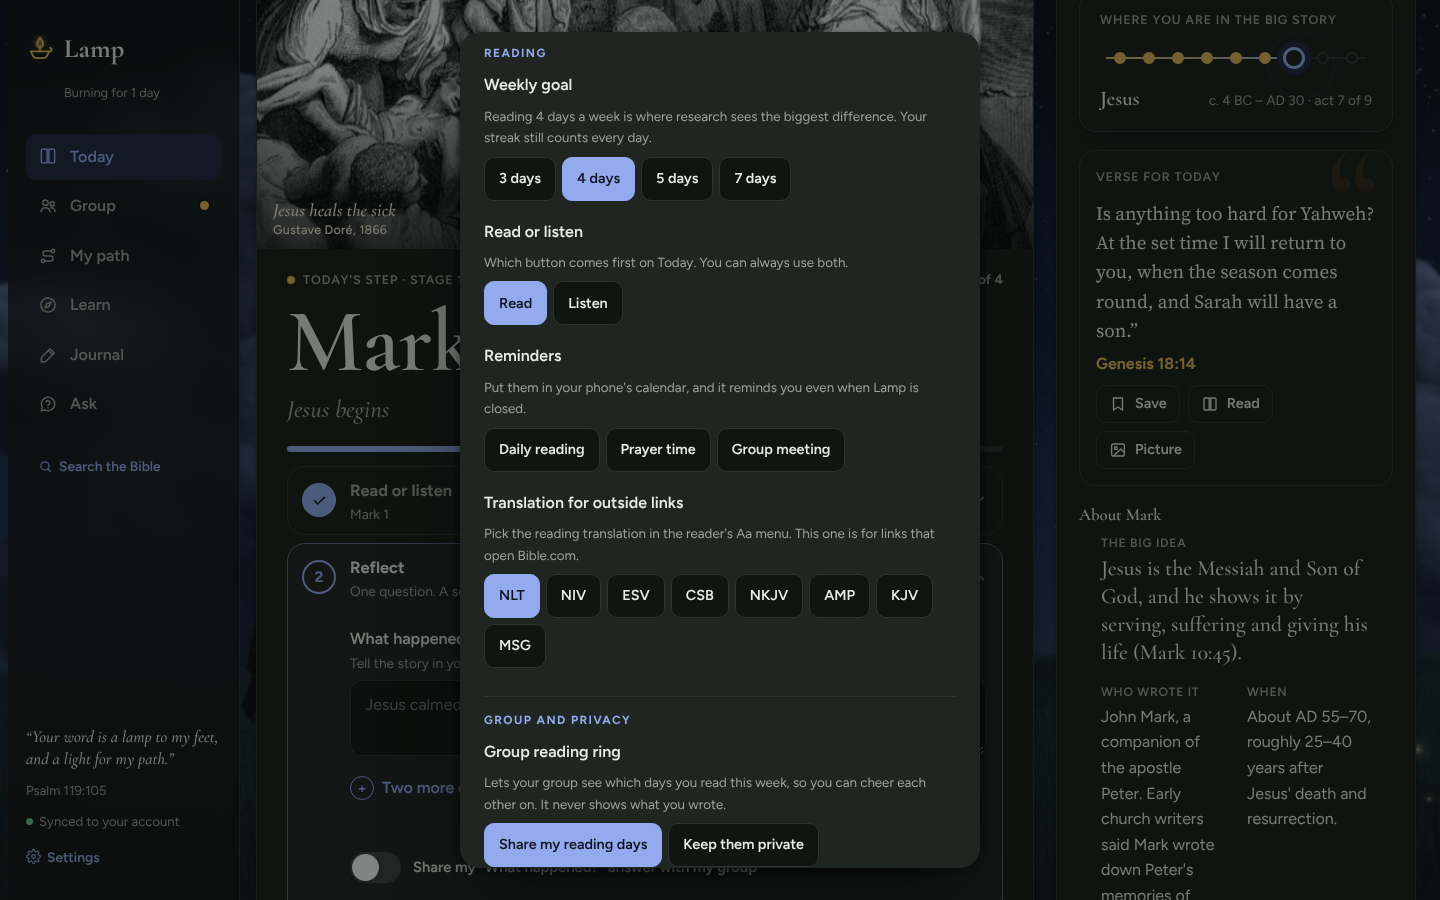 Lamp
Burning for 1 day
Today
Group
My path
Learn
Journal
Ask
Search the Bible
“Your word is a lamp to my feet,
and a light for my path.”
Psalm 119:105
Synced to your account
Settings
Jesus heals the sick
Gustave Doré, 1866
TODAY'S STEP · STAGE
of 4
Mark
Jesus begins
Read or listen
Mark 1
2
Reflect
One question. A
What happened
Tell the story in
Jesus calmed
Two more
Share my "What happened?" answer with my group
READING
Weekly goal
Reading 4 days a week is where research sees the biggest difference. Your
streak still counts every day.
3 days
4 days
5 days
7 days
Read or listen
Which button comes first on Today. You can always use both.
Read
Listen
Reminders
Put them in your phone's calendar, and it reminds you even when Lamp is
closed.
Daily reading
Prayer time
Group meeting
Translation for outside links
Pick the reading translation in the reader's Aa menu. This one is for links that
open Bible.com.
NLT
NIV
ESV
CSB
NKJV
AMP
KJV
MSG
GROUP AND PRIVACY
Group reading ring
Lets your group see which days you read this week, so you can cheer each
other on. It never shows what you wrote.
Share my reading days
Keep them private
WHERE YOU ARE IN THE BIG STORY
Jesus
c. 4 BC – AD 30 · act 7 of 9
VERSE FOR TODAY
Is anything too hard for Yahweh?
At the set time I will return to
you, when the season comes
round, and Sarah will have a
son.”
Genesis 18:14
Save
Read
Picture
About Mark
THE BIG IDEA
Jesus is the Messiah and Son of
God, and he shows it by
serving, suffering and giving his
life (Mark 10:45).
WHO WROTE IT
John Mark, a
companion of
the apostle
Peter. Early
church writers
said Mark wrote
down Peter's
memories of
WHEN
About AD 55–70,
roughly 25–40
years after
Jesus' death and
resurrection.